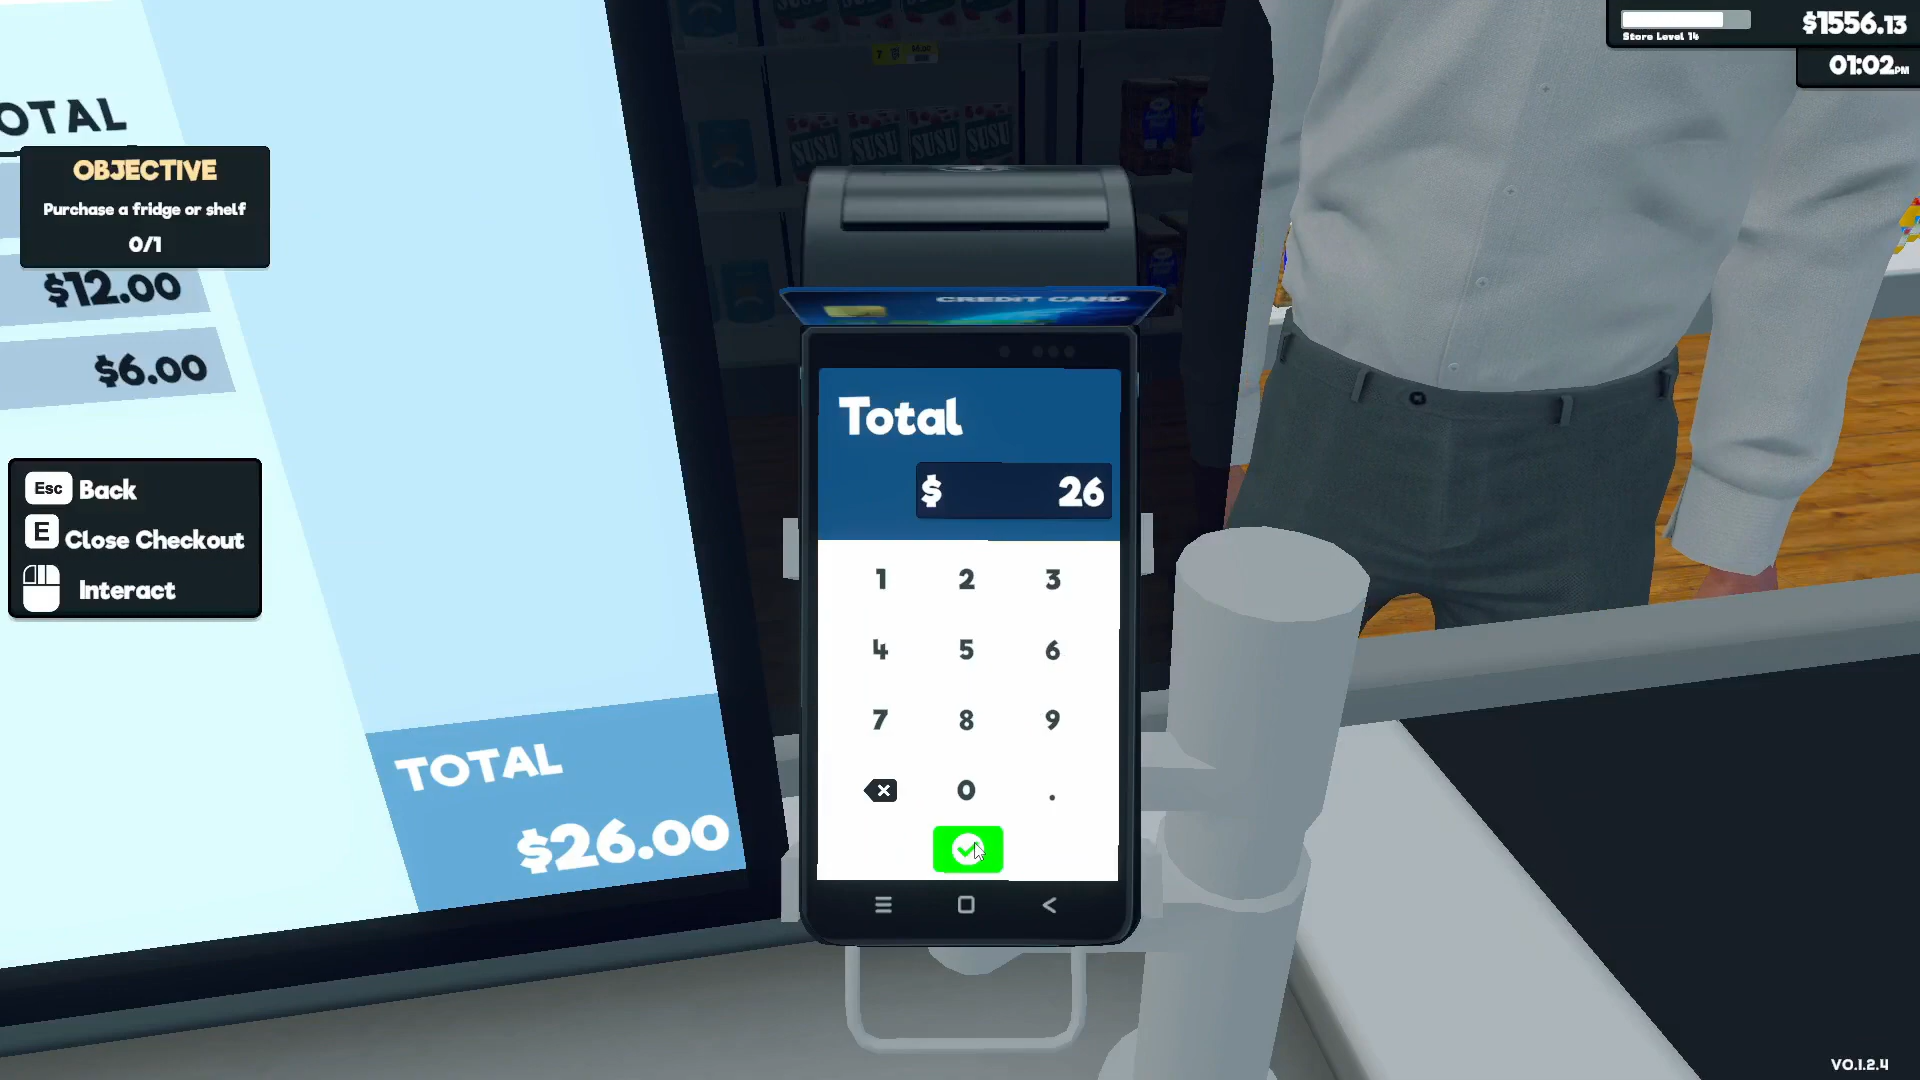 $1556.13
Store Level 14
01:02PM
OTAL
OBJECTIVE
Purchase a fridge or shelf
0/1
$12.00
$6.00
Esc Back
E Close Checkout
Interact
TOTAL
$26.00
CREDIT CARD
Total
$ 26
1 2 3
4 5 6
7 8 9
0 .
SUSU SUSU SUSU SUSU
V0.1.2.4